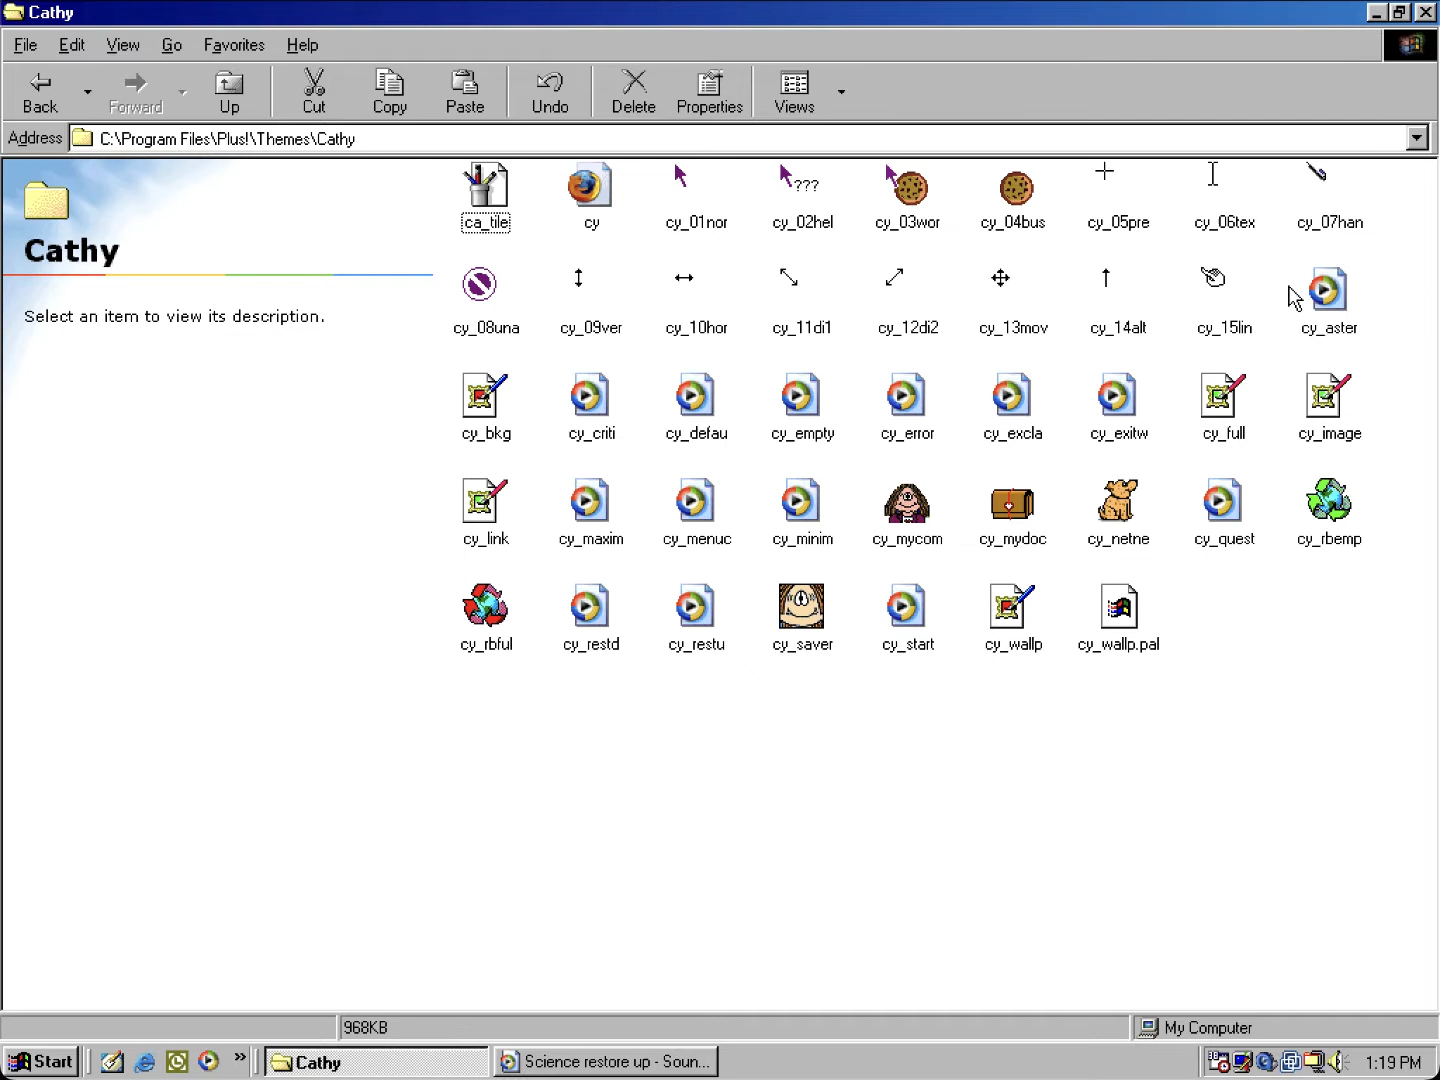 Cathy
File Edit View Go Favorites Help
Back Forward Up Cut Copy Paste Undo Delete Properties Views
Address C:\Program Files\Plus!\Themes\Cathy
Cathy
Select an item to view its description.
ca_tile cy cy_01nor cy_02hel cy_03wor cy_04bus cy_05pre cy_06tex cy_07han
???
cy_08una cy_09ver cy_10hor cy_11di1 cy_12di2 cy_13mov cy_14alt cy_15lin cy_aster
cy_bkg cy_criti cy_defau cy_empty cy_error cy_excla cy_exitw cy_full cy_image
cy_link cy_maxim cy_menuc cy_minim cy_mycom cy_mydoc cy_netne cy_quest cy_rbemp
cy_rbful cy_restd cy_restu cy_saver cy_start cy_wallp cy_wallp.pal
968KB My Computer
Start » Cathy Science restore up - Soun... 1:19 PM